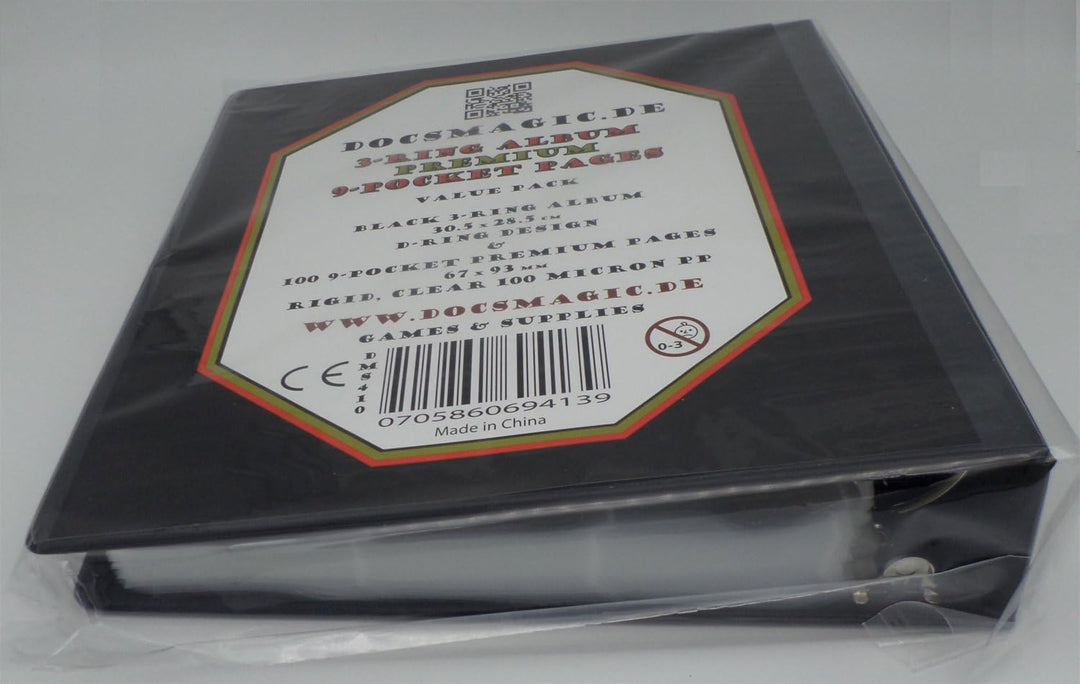 DOCSMAGIC.DE
3-RING ALBUM
PREMIUM
9-POCKET PAGES
VALUE PACK
BLACK 3-RING ALBUM
30.5 x 28.5 CM
D-RING DESIGN
&
100 9-POCKET PREMIUM PAGES
67 x 93 MM
RIGID, CLEAR 100 MICRON PP
WWW.DOCSMAGIC.DE
GAMES & SUPPLIES
0-3
CE
DMS410
0705860694139
Made in China